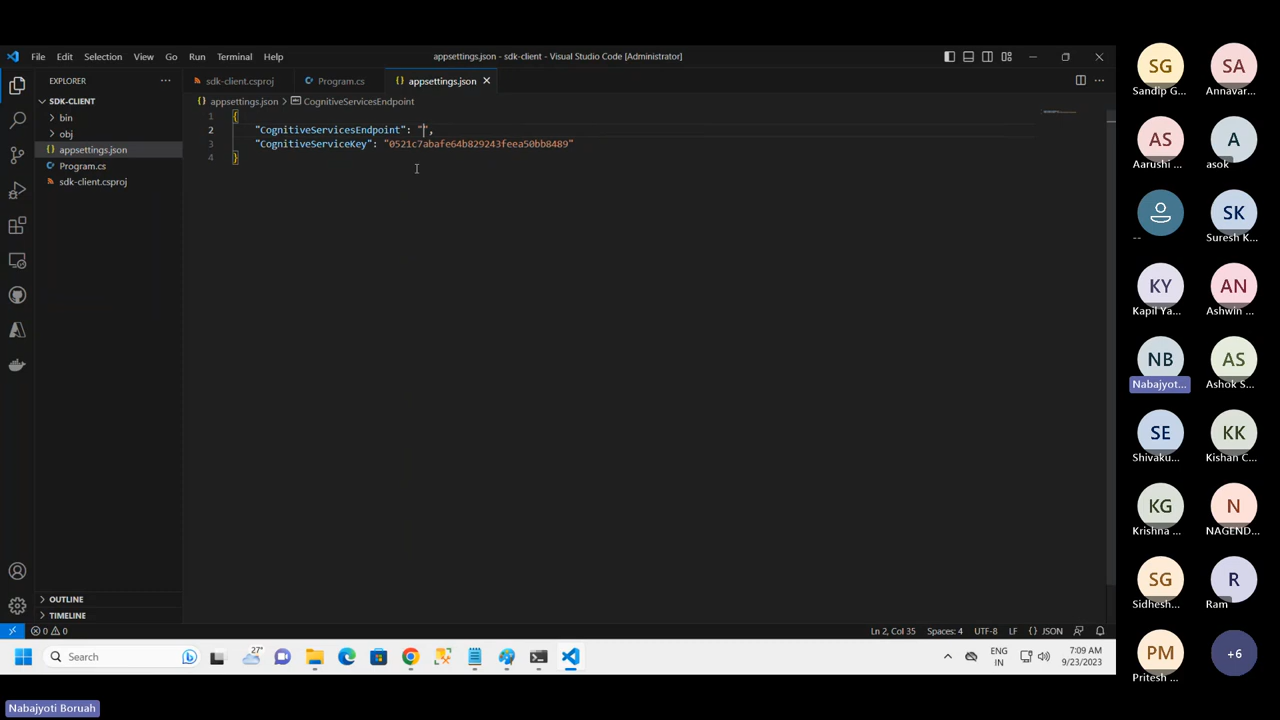 File Edit Selection View Go Run Terminal Help
appsettings.json - sdk-client - Visual Studio Code [Administrator]
EXPLORER
sdk-client.csproj
Program.cs
{} appsettings.json
SDK-CLIENT
bin
obj
{} appsettings.json
Program.cs
sdk-client.csproj
{} appsettings.json > CognitiveServicesEndpoint
1 {
2 "CognitiveServicesEndpoint": "",
3 "CognitiveServiceKey": "0521c7abafe64b829243feea50bb8489"
4 }
OUTLINE
TIMELINE
0 0
Ln 2, Col 35 Spaces: 4 UTF-8 LF {} JSON
Search
27°
ENG
IN
7:09 AM
9/23/2023
Nabajyoti Boruah
SG
Sandip G...
SA
Annavar...
AS
Aarushi ...
A
asok
--
SK
Suresh K...
KY
Kapil Ya...
AN
Ashwin ...
NB
Nabajyot...
AS
Ashok S...
SE
Shivaku...
KK
Kishan C...
KG
Krishna ...
N
NAGEND...
SG
Sidhesh...
R
Ram
PM
Pritesh ...
+6